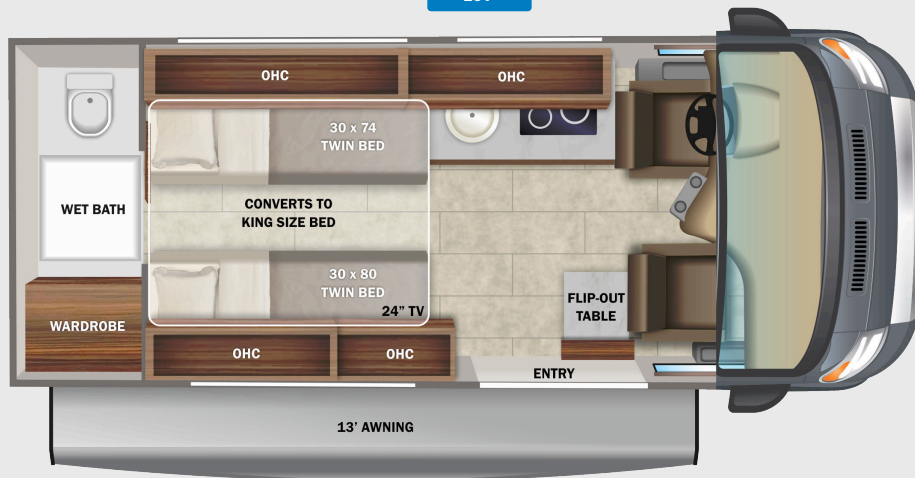 OHC
OHC
30 x 74
TWIN BED
WET BATH
CONVERTS TO
KING SIZE BED
30 x 80
TWIN BED
24” TV
FLIP-OUT
TABLE
WARDROBE
OHC
OHC
ENTRY
13’ AWNING